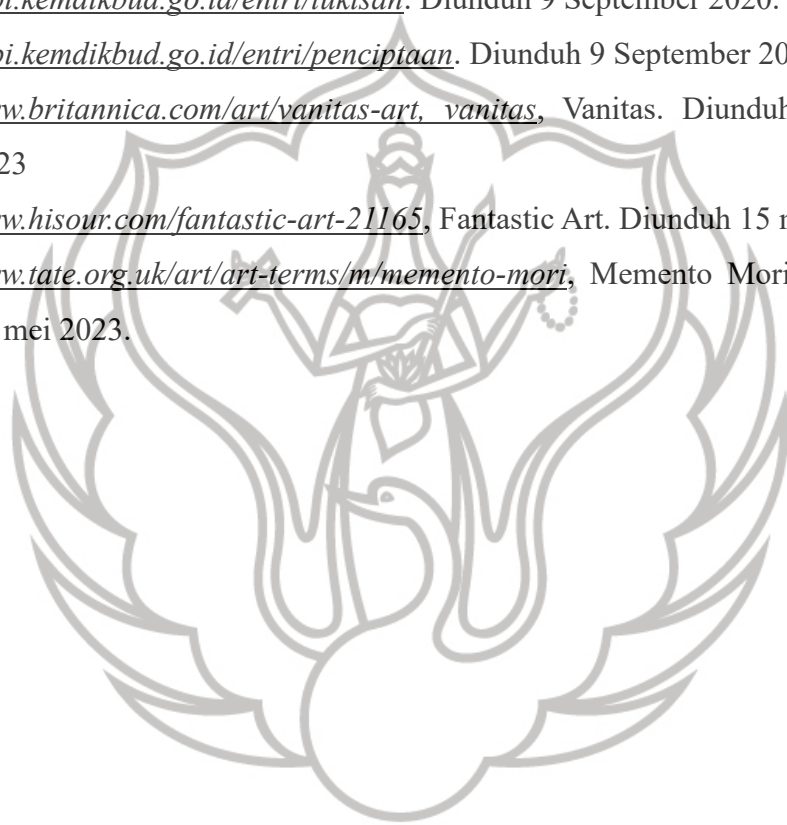 bi.kemdikbud.go.id/entri/lukisan. Diunduh 9 September 2020.
bi.kemdikbud.go.id/entri/penciptaan. Diunduh 9 September 20
w.britannica.com/art/vanitas-art, vanitas, Vanitas. Diunduh
23
w.hisour.com/fantastic-art-21165, Fantastic Art. Diunduh 15
w.tate.org.uk/art/art-terms/m/memento-mori, Memento Mori
mei 2023.